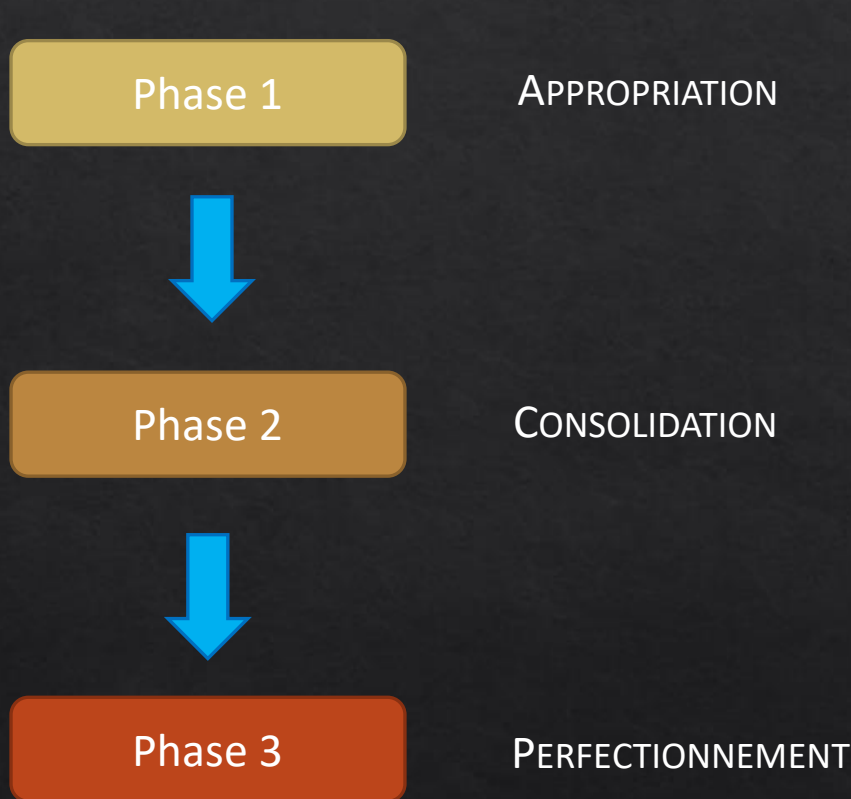 Phase 1
APPROPRIATION
Phase 2
CONSOLIDATION
Phase 3
PERFECTIONNEMENT